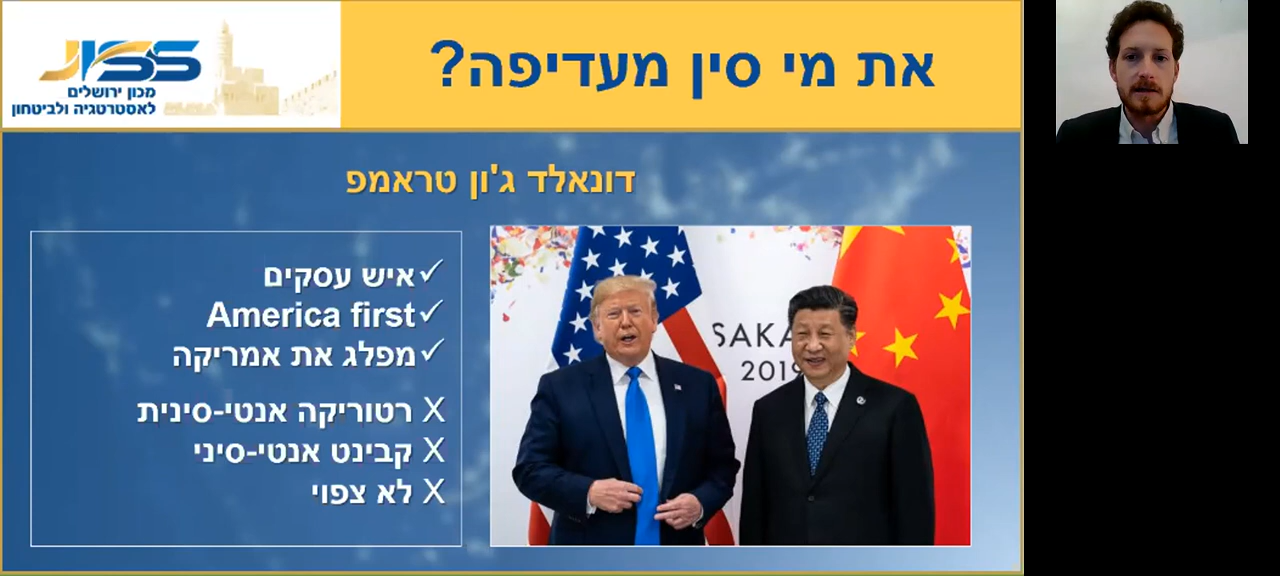 JISS
מכון ירושלים
לאסטרטגיה ולביטחון
את מי סין מעדיפה?
דונאלד ג'ון טראמפ
✓איש עסקים
✓America first
✓מפלג את אמריקה
X רטוריקה אנטי-סינית
X קבינט אנטי-סיני
X לא צפוי
SAKA
2019